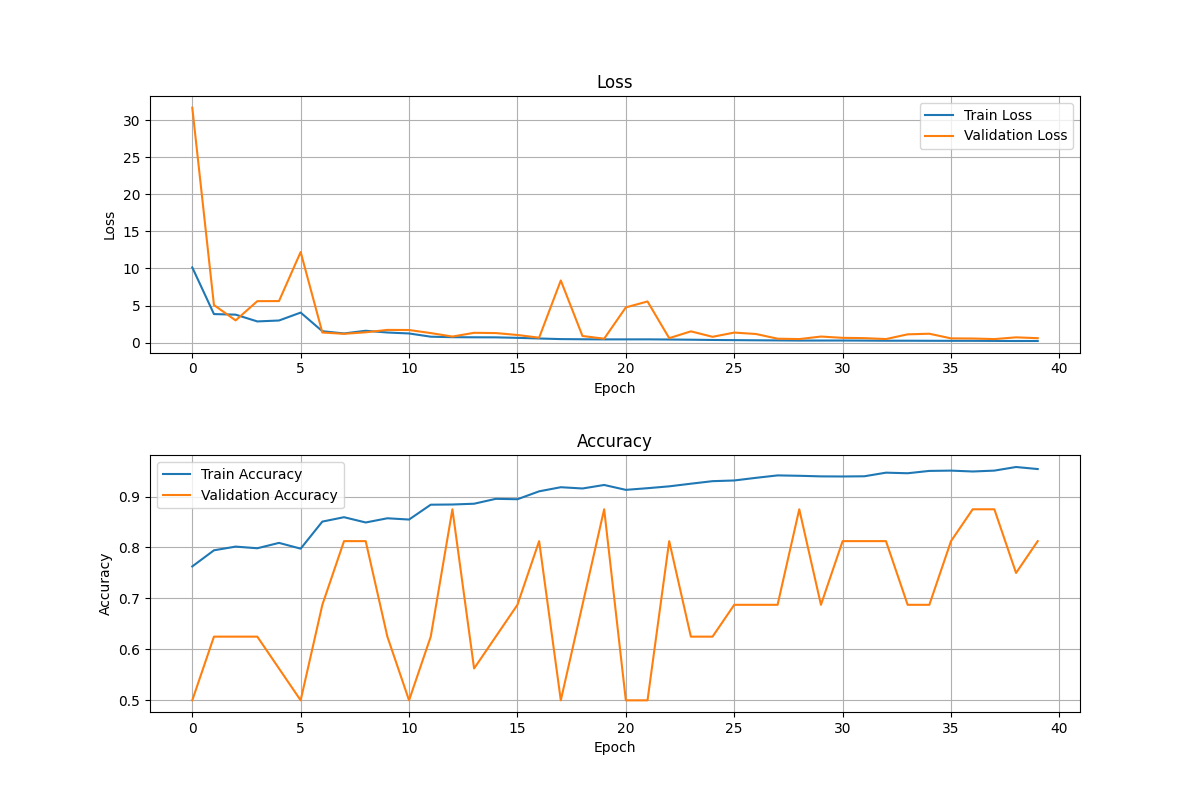 Loss
Train Loss
Validation Loss
30
25
20
15
10
5
0
Loss
0 5 10 15 20 25 30 35 40
Epoch
Accuracy
Train Accuracy
Validation Accuracy
0.9
0.8
0.7
0.6
0.5
Accuracy
0 5 10 15 20 25 30 35 40
Epoch